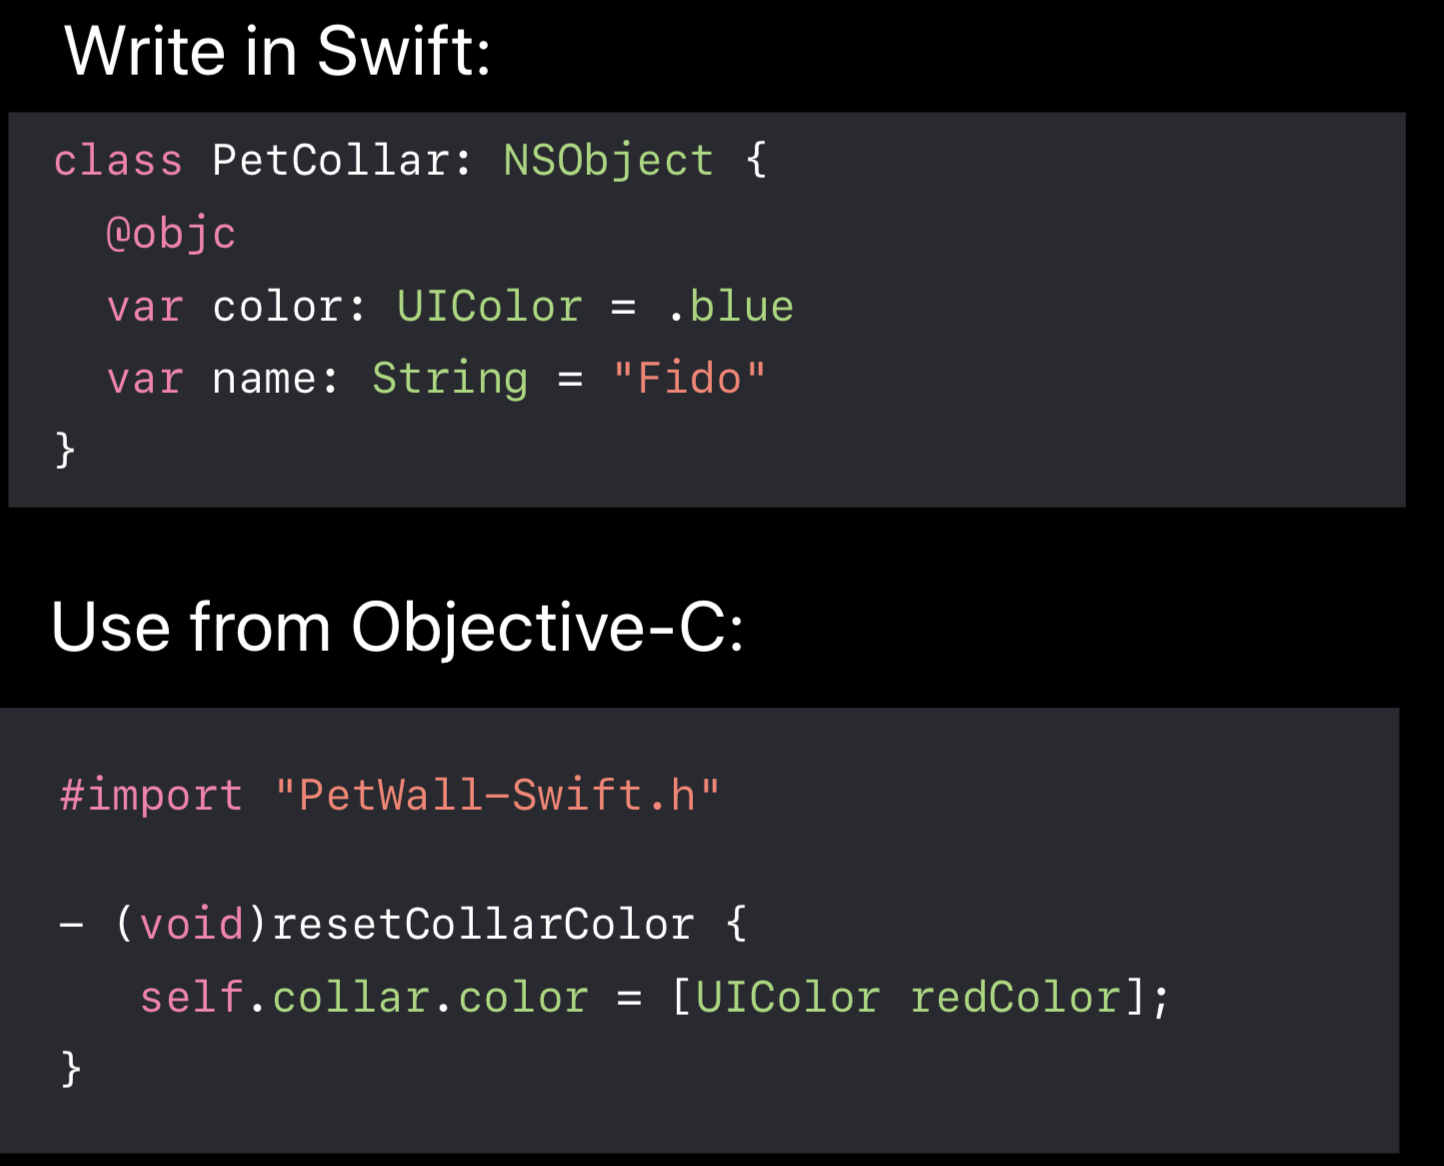 Write in Swift:
class PetCollar: NSObject {
@objc
var color: UIColor = .blue
var name: String = "Fido"
}
Use from Objective-C:
#import "PetWall-Swift.h"
- (void)resetCollarColor {
self.collar.color = [UIColor redColor];
}